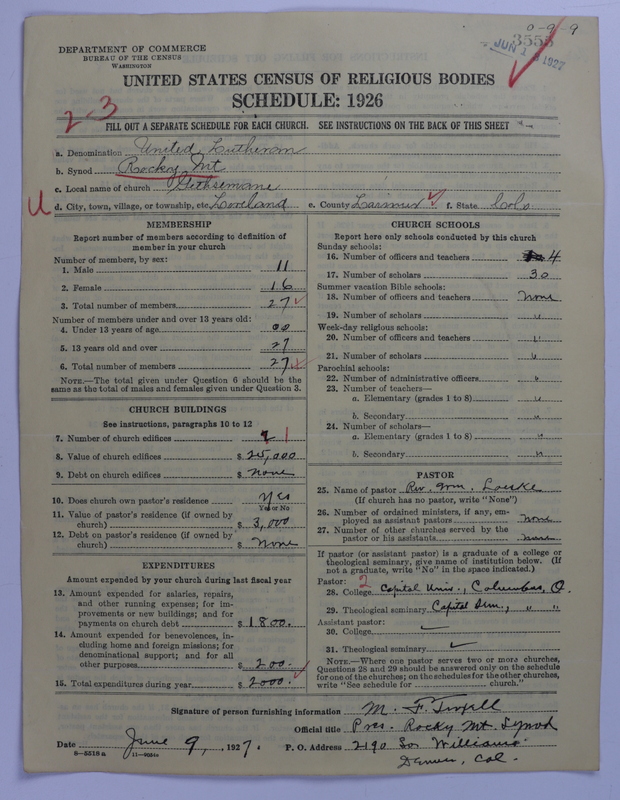 0-9-9
3555
JUN 1 1927
DEPARTMENT OF COMMERCE
BUREAU OF THE CENSUS
WASHINGTON
UNITED STATES CENSUS OF RELIGIOUS BODIES
SCHEDULE: 1926
2-3
FILL OUT A SEPARATE SCHEDULE FOR EACH CHURCH. SEE INSTRUCTIONS ON THE BACK OF THIS SHEET
a. Denomination United Lutheran
b. Synod Rocky Mt
c. Local name of church Gethsemane
U d. City, town, village, or township, etc. Loveland e. County Larimer f. State Colo
MEMBERSHIP
Report number of members according to definition of
member in your church
Number of members, by sex:
1. Male 11
2. Female 16
3. Total number of members 27
Number of members under and over 13 years old:
4. Under 13 years of age 00
5. 13 years old and over 27
6. Total number of members 27
NOTE.—The total given under Question 6 should be the
same as the total of males and females given under Question 3.
CHURCH BUILDINGS
See instructions, paragraphs 10 to 12
7. Number of church edifices 1
8. Value of church edifices $ 25,000
9. Debt on church edifices $ None
10. Does church own pastor's residence yes
Yes or No
11. Value of pastor's residence (if owned by
church) $ 3,000
12. Debt on pastor's residence (if owned by
church) $ None
EXPENDITURES
Amount expended by your church during last fiscal year
13. Amount expended for salaries, repairs,
and other running expenses; for im-
provements or new buildings; and for
payments on church debt $ 1800.
14. Amount expended for benevolences, in-
cluding home and foreign missions; for
denominational support; and for all
other purposes $ 200.
15. Total expenditures during year $ 2000.
CHURCH SCHOOLS
Report here only schools conducted by this church
Sunday schools:
16. Number of officers and teachers 4
17. Number of scholars 30
Summer vacation Bible schools:
18. Number of officers and teachers None
19. Number of scholars "
Week-day religious schools:
20. Number of officers and teachers "
21. Number of scholars "
Parochial schools:
22. Number of administrative officers "
23. Number of teachers—
a. Elementary (grades 1 to 8) "
b. Secondary "
24. Number of scholars—
a. Elementary (grades 1 to 8) "
b. Secondary "
PASTOR
25. Name of pastor Rev. Wm.
(If church has no pastor, write "None")
26. Number of ordained ministers, if any, em-
ployed as assistant pastors None
27. Number of other churches served by the
pastor or his assistants None
If pastor (or assistant pastor) is a graduate of a college or
theological seminary, give name of institution below. (If
not a graduate, write "No" in the space indicated.)
Pastor: 2
28. College Capital Univ., Columbus, O.
29. Theological seminary Capital Sem., " "
Assistant pastor:
30. College
31. Theological seminary
NOTE.—Where one pastor serves two or more churches,
Questions 28 and 29 should be answered only on the schedule
for one of the churches; on the schedules for the other churches,
write "See schedule for church."
Signature of person furnishing information M. F.
Official title Pres. Rocky Mt Synod
Date June 9, 1927. P. O. Address 2190 So Williams
Denver, Col.
8-5518a 11-9051a